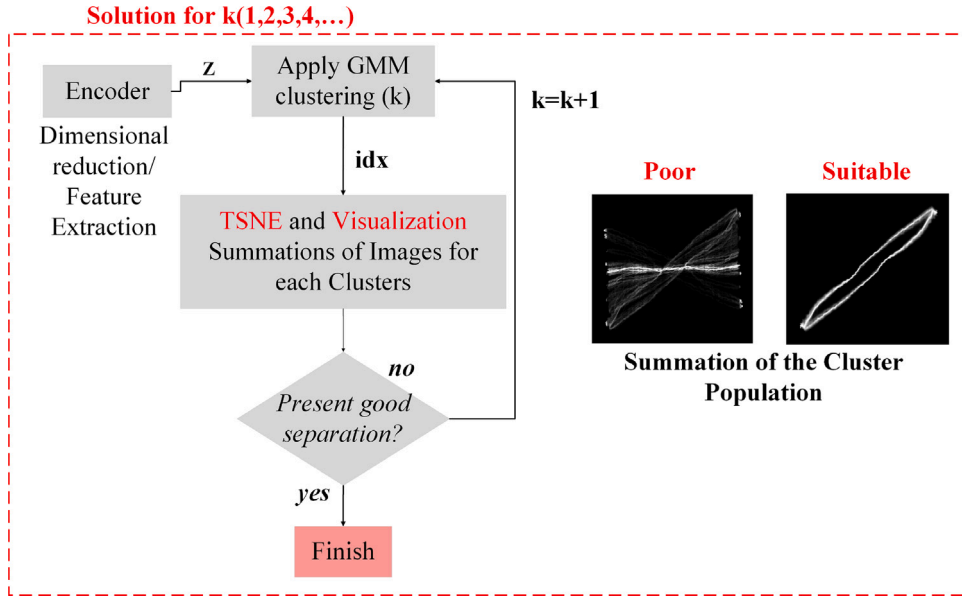 Solution for k(1,2,3,4,...)
Encoder
z
Apply GMM
clustering (k)
k=k+1
Dimensional
reduction/
Feature
Extraction
idx
TSNE and Visualization
Summations of Images for
each Clusters
Poor
Suitable
Summation of the Cluster
Population
no
Present good
separation?
yes
Finish